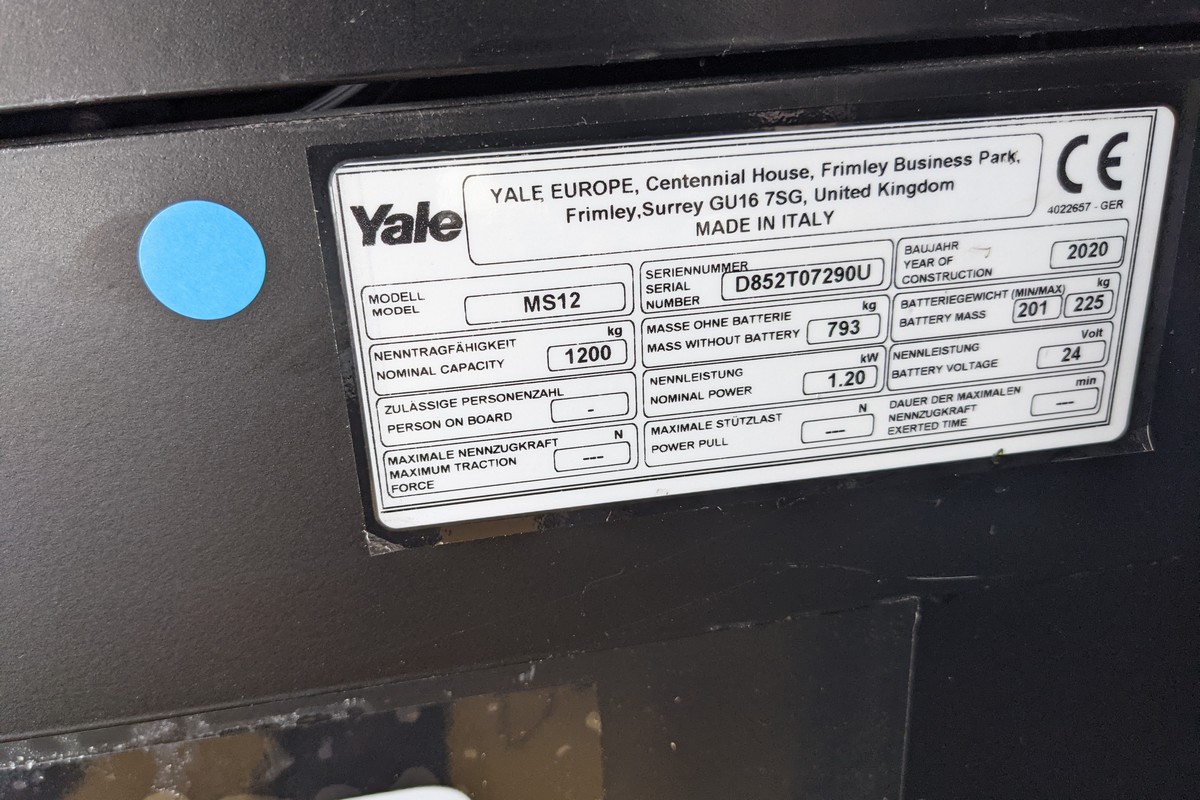 Yale
YALE EUROPE, Centennial House, Frimley Business Park,
Frimley,Surrey GU16 7SG, United Kingdom
MADE IN ITALY
CE
4022657 - GER
MODELL
MODEL
MS12
SERIENNUMMER
SERIAL
NUMBER
D852T07290U
BAUJAHR
YEAR OF
CONSTRUCTION
2020
NENNTRAGFÄHIGKEIT
NOMINAL CAPACITY
kg
1200
MASSE OHNE BATTERIE
MASS WITHOUT BATTERY
kg
793
BATTERIEGEWICHT (MIN/MAX)
BATTERY MASS
kg
201 225
ZULÄSSIGE PERSONENZAHL
PERSON ON BOARD
-
NENNLEISTUNG
NOMINAL POWER
kW
1.20
NENNLEISTUNG
BATTERY VOLTAGE
Volt
24
MAXIMALE NENNZUGKRAFT
MAXIMUM TRACTION
FORCE
N
---
MAXIMALE STÜTZLAST
POWER PULL
N
---
DAUER DER MAXIMALEN
NENNZUGKRAFT
EXERTED TIME
min
---